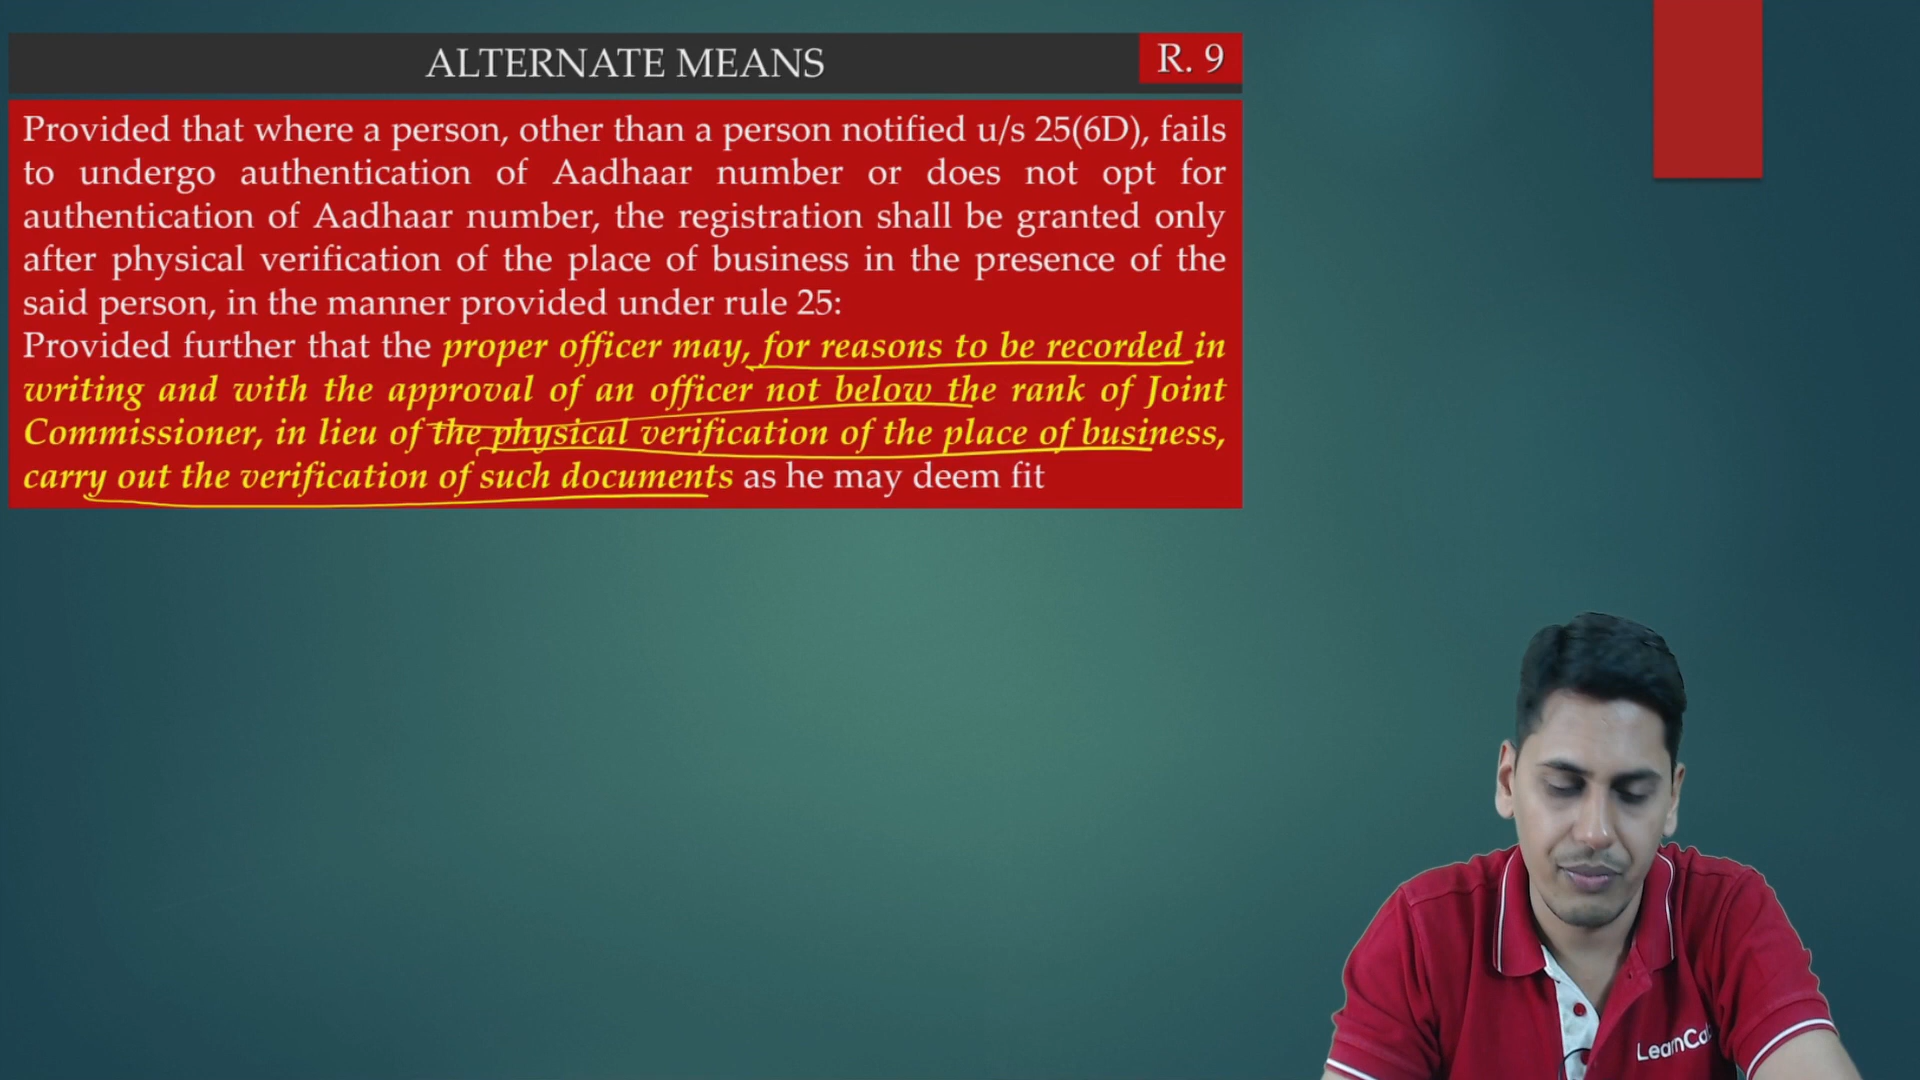 ALTERNATE MEANS
R. 9
Provided that where a person, other than a person notified u/s 25(6D), fails
to undergo authentication of Aadhaar number or does not opt for
authentication of Aadhaar number, the registration shall be granted only
after physical verification of the place of business in the presence of the
said person, in the manner provided under rule 25:
Provided further that the proper officer may, for reasons to be recorded in
writing and with the approval of an officer not below the rank of Joint
Commissioner, in lieu of the physical verification of the place of business,
carry out the verification of such documents as he may deem fit